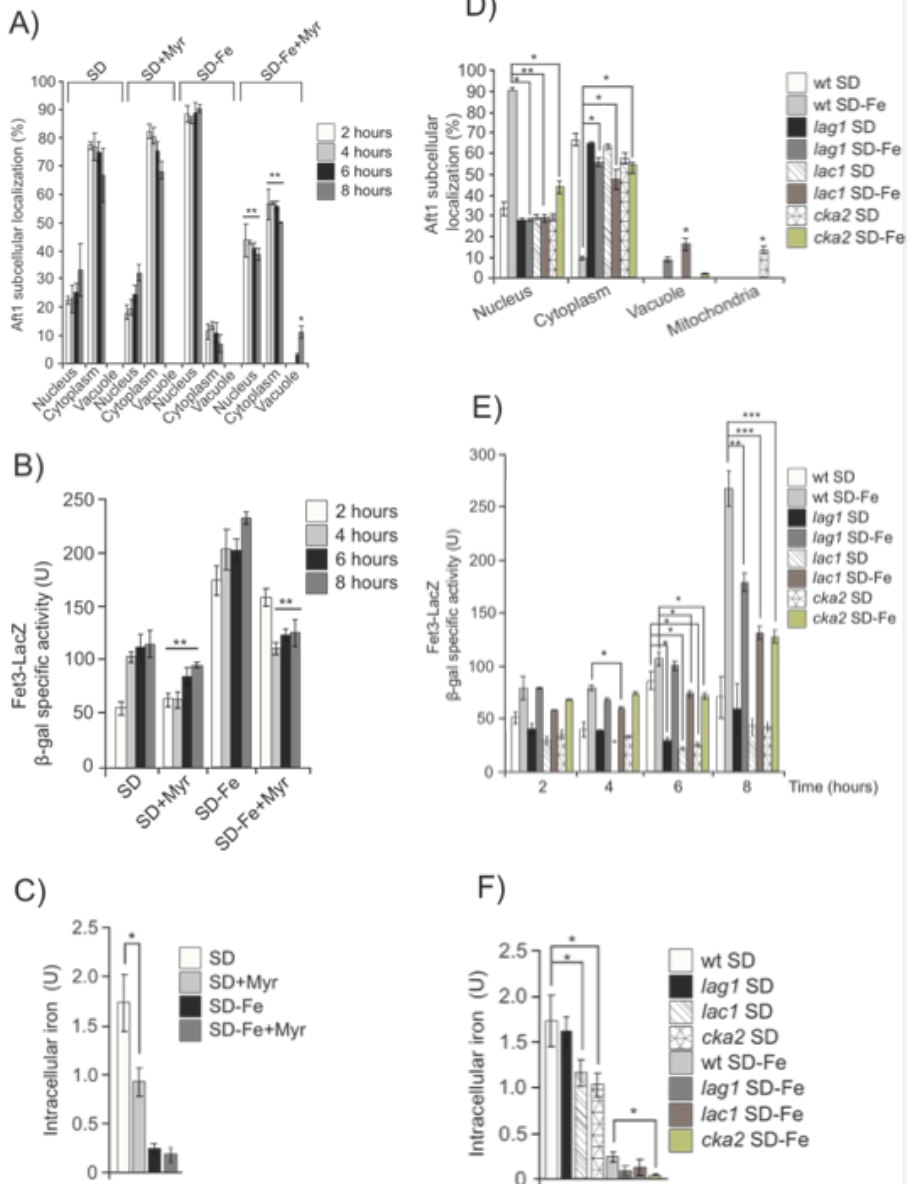 A)
SD
SD+Myr
SD-Fe
SD-Fe+Myr
Aft1 subcellular localization (%)
100
90
80
70
60
50
40
30
20
10
0
** **
*
2 hours
4 hours
6 hours
8 hours
Nucleus
Cytoplasm
Vacuole
Nucleus
Cytoplasm
Vacuole
Nucleus
Cytoplasm
Vacuole
Nucleus
Cytoplasm
Vacuole
B)
Fet3-LacZ
β-gal specific activity (U)
250
200
150
100
50
0
**
**
2 hours
4 hours
6 hours
8 hours
SD
SD+Myr
SD-Fe
SD-Fe+Myr
C)
Intracellular iron (U)
2.5
2.0
1.5
1.0
0.5
0
*
SD
SD+Myr
SD-Fe
SD-Fe+Myr
D)
Aft1 subcellular
localization (%)
100
90
80
70
60
50
40
30
20
10
0
*
**
*
*
*
*
*
*
wt SD
wt SD-Fe
lag1 SD
lag1 SD-Fe
lac1 SD
lac1 SD-Fe
cka2 SD
cka2 SD-Fe
Nucleus
Cytoplasm
Vacuole
Mitochondria
E)
Fet3-LacZ
β-gal specific activity (U)
300
250
200
150
100
50
0
*
*
*
*
*
*
*
***
***
**
wt SD
wt SD-Fe
lag1 SD
lag1 SD-Fe
lac1 SD
lac1 SD-Fe
cka2 SD
cka2 SD-Fe
2
4
6
8
Time (hours)
F)
Intracellular iron (U)
2.5
2.0
1.5
1.0
0.5
0
*
*
*
wt SD
lag1 SD
lac1 SD
cka2 SD
wt SD-Fe
lag1 SD-Fe
lac1 SD-Fe
cka2 SD-Fe